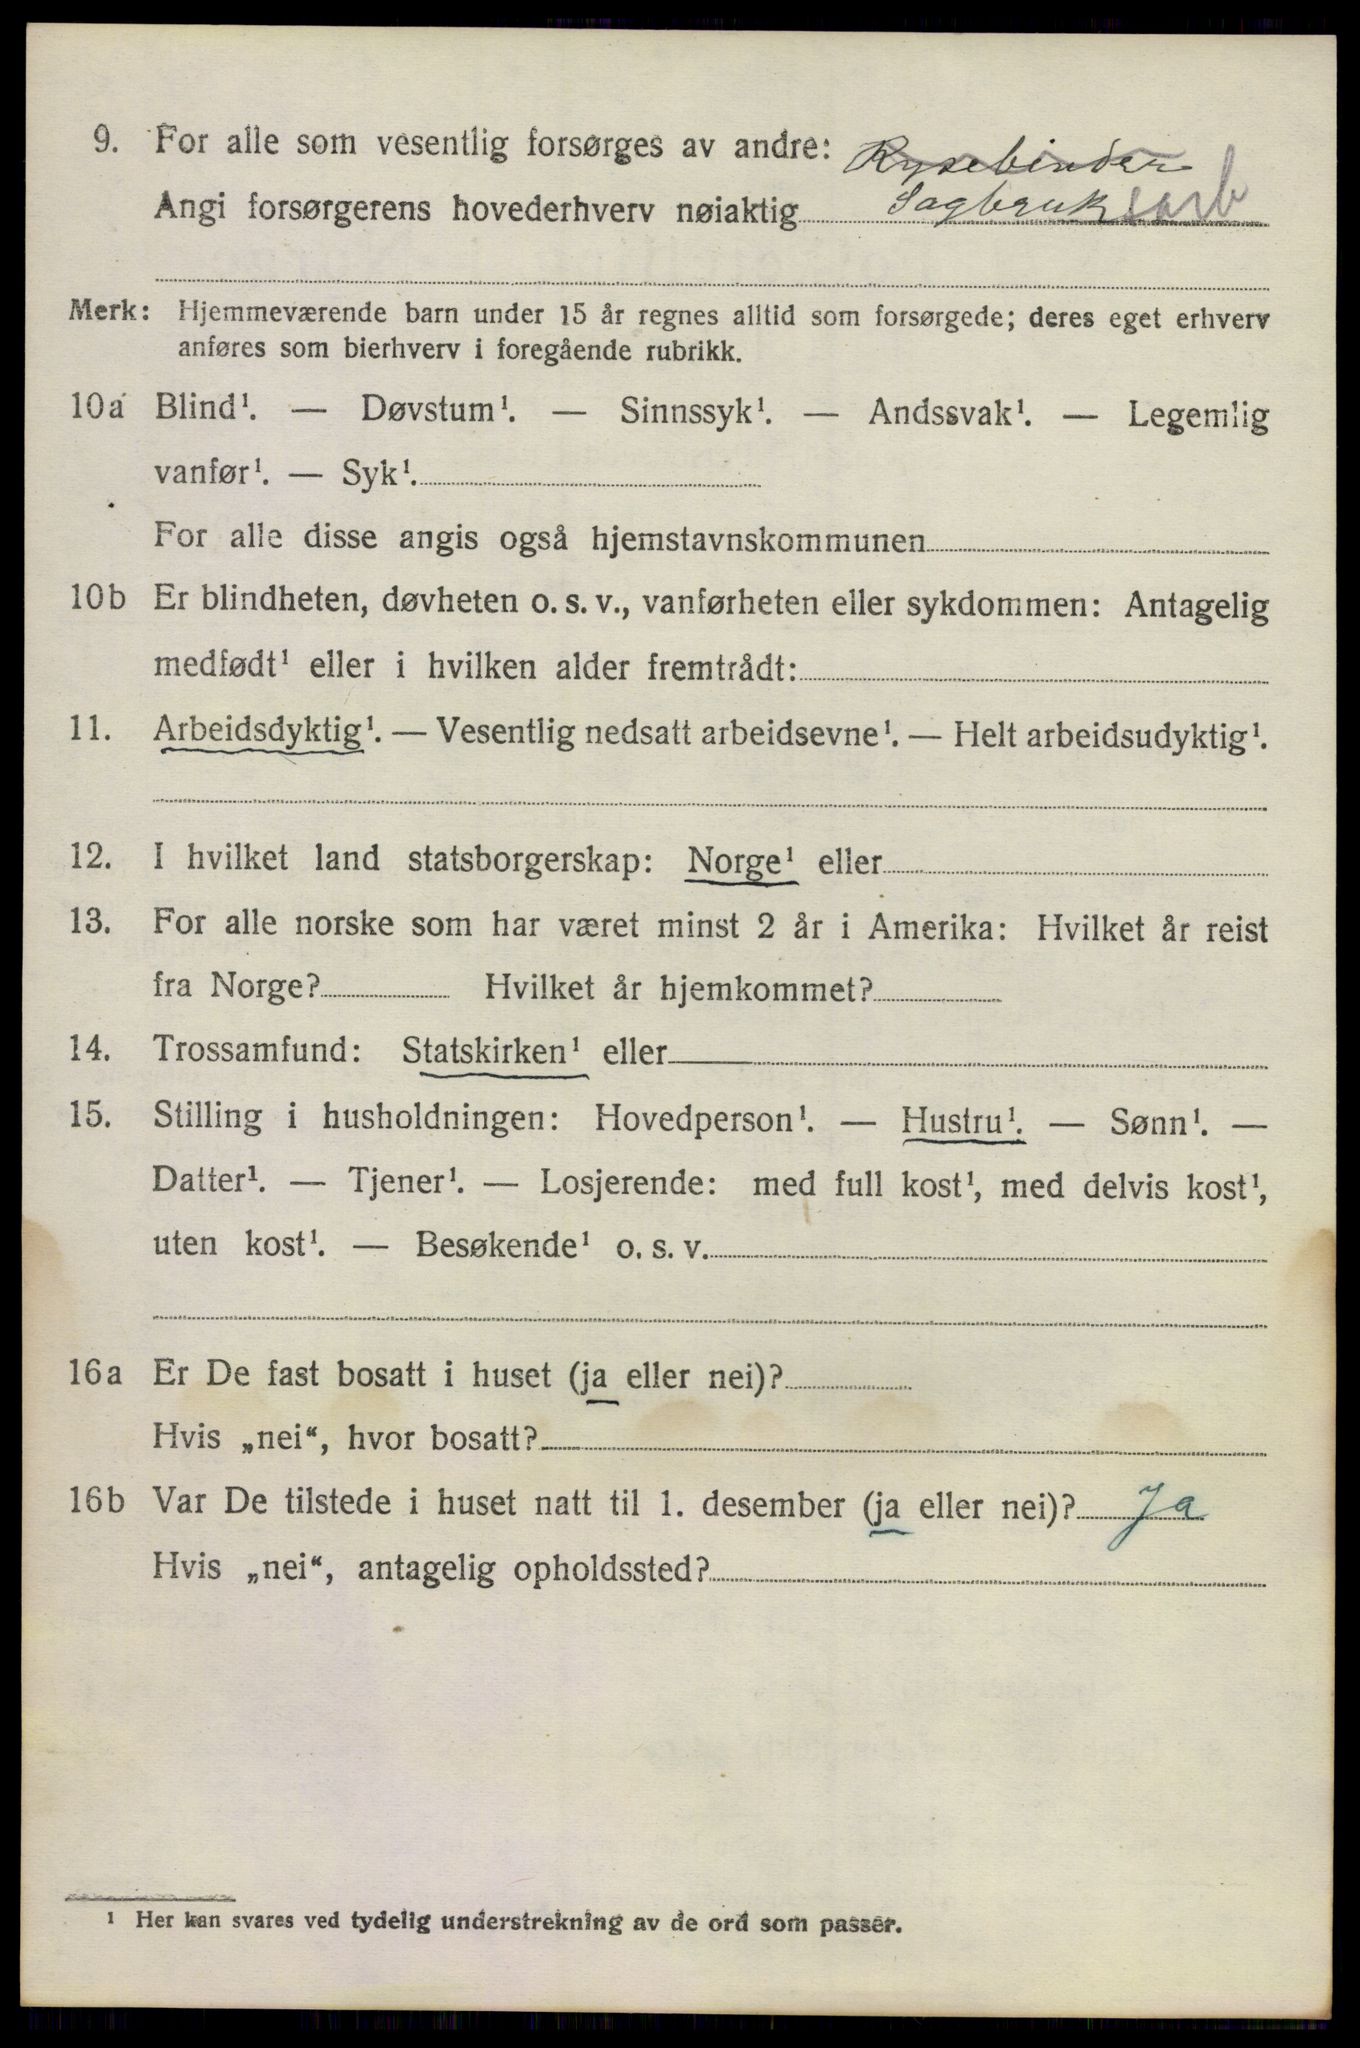 9. For alle som vesentlig forsørges av andre: Rysebinder
Angi forsørgerens hovederhverv nøiaktig Sagbruksarb
Merk: Hjemmeværende barn under 15 år regnes alltid som forsørgede; deres eget erhverv
anføres som bierhverv i foregående rubrikk.
10a Blind¹. — Døvstum¹. — Sinnssyk¹. — Andssvak¹. — Legemlig
vanfør¹. — Syk¹.
For alle disse angis også hjemstavnskommunen
10b Er blindheten, døvheten o. s. v., vanførheten eller sykdommen: Antagelig
medfødt¹ eller i hvilken alder fremtrådt:
11. Arbeidsdyktig¹. — Vesentlig nedsatt arbeidsevne¹. — Helt arbeidsudyktig¹.
12. I hvilket land statsborgerskap: Norge¹ eller
13. For alle norske som har været minst 2 år i Amerika: Hvilket år reist
fra Norge? Hvilket år hjemkommet?
14. Trossamfund: Statskirken¹ eller
15. Stilling i husholdningen: Hovedperson¹. — Hustru¹. — Sønn¹. —
Datter¹. — Tjener¹. — Losjerende: med full kost¹, med delvis kost¹,
uten kost¹. — Besøkende¹ o. s. v.
16a Er De fast bosatt i huset (ja eller nei)?
Hvis „nei“, hvor bosatt?
16b Var De tilstede i huset natt til 1. desember (ja eller nei)? Ja
Hvis „nei“, antagelig opholdssted?
¹ Her kan svares ved tydelig understrekning av de ord som passer.